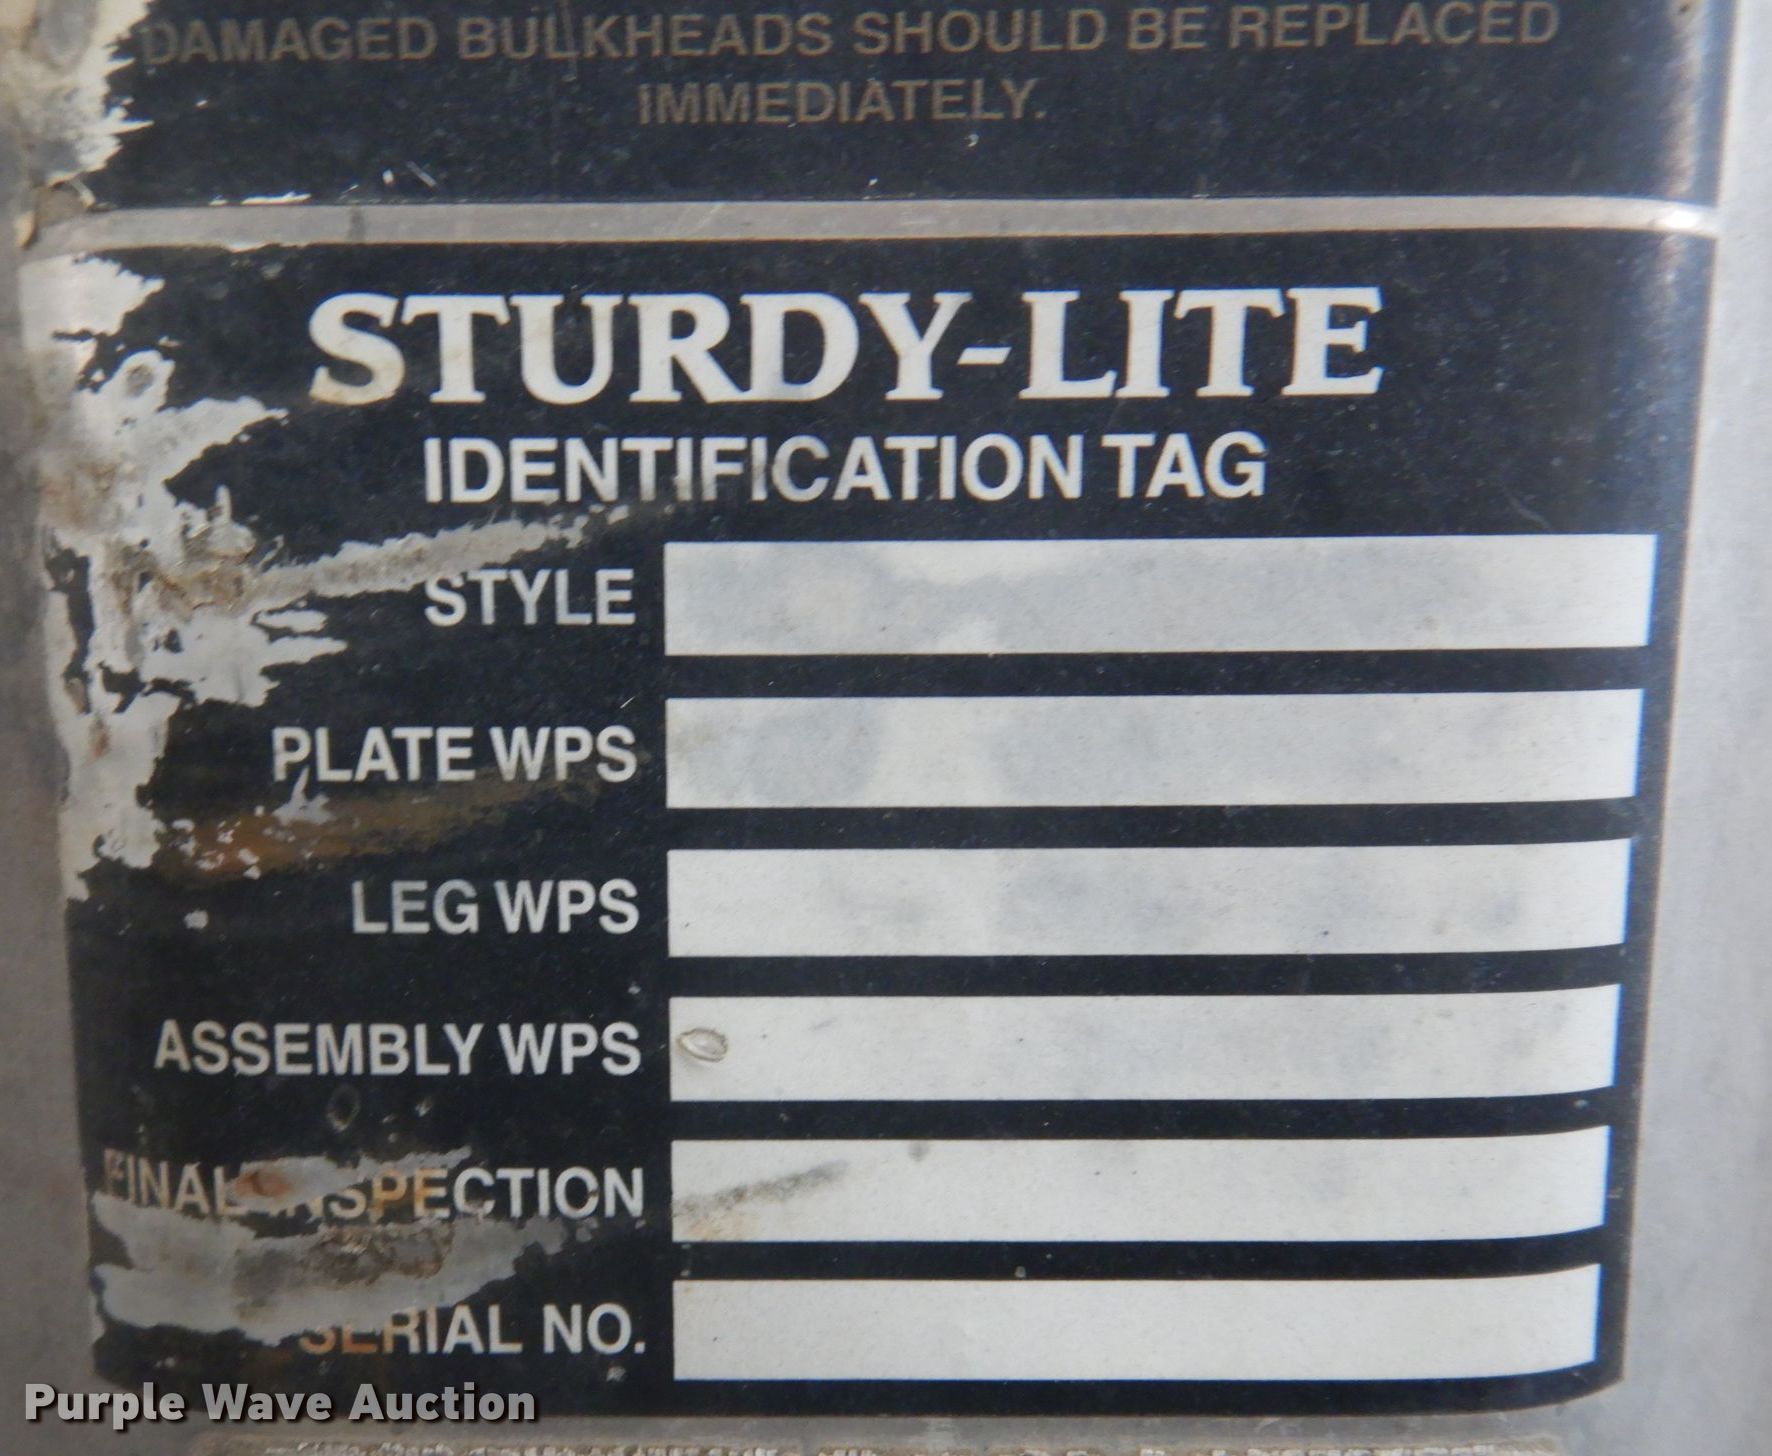 DAMAGED BULKHEADS SHOULD BE REPLACED
IMMEDIATELY.
STURDY-LITE
IDENTIFICATION TAG
STYLE
PLATE WPS
LEG WPS
ASSEMBLY WPS
FINAL INSPECTION
SERIAL NO.
Purple Wave Auction